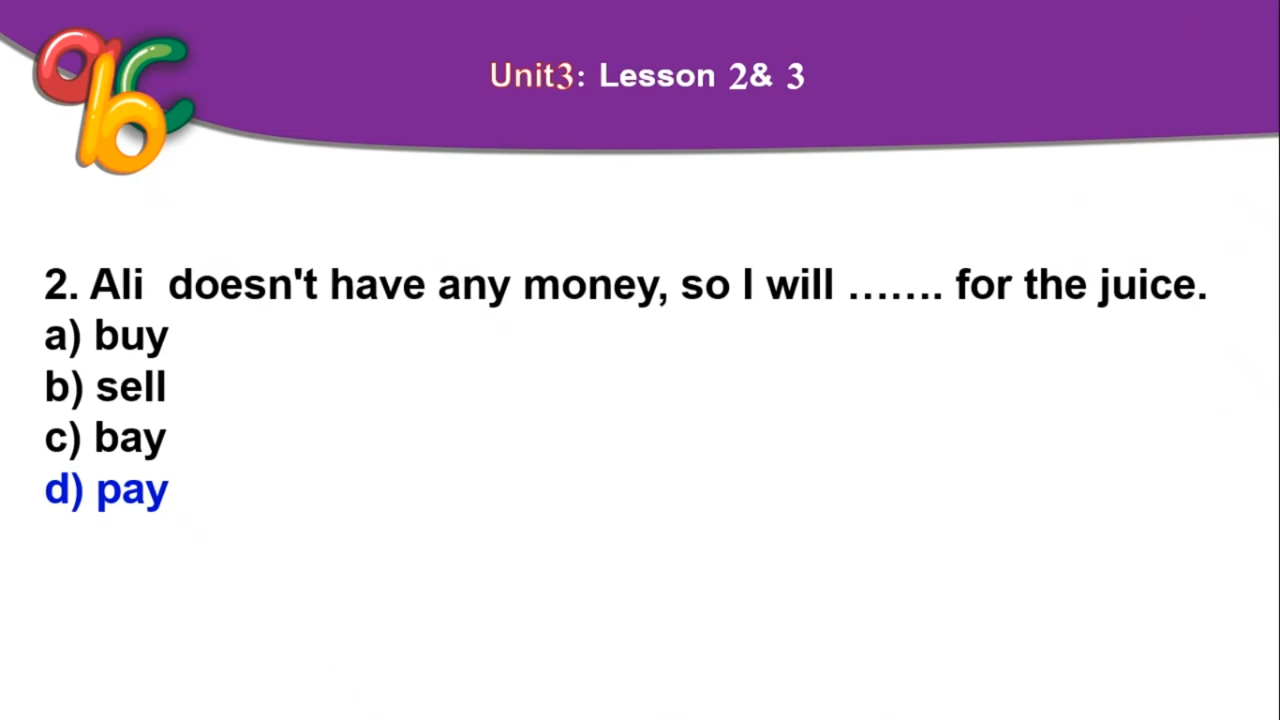 abc
Unit3: Lesson 2& 3
2. Ali doesn't have any money, so I will ....... for the juice.
a) buy
b) sell
c) bay
d) pay